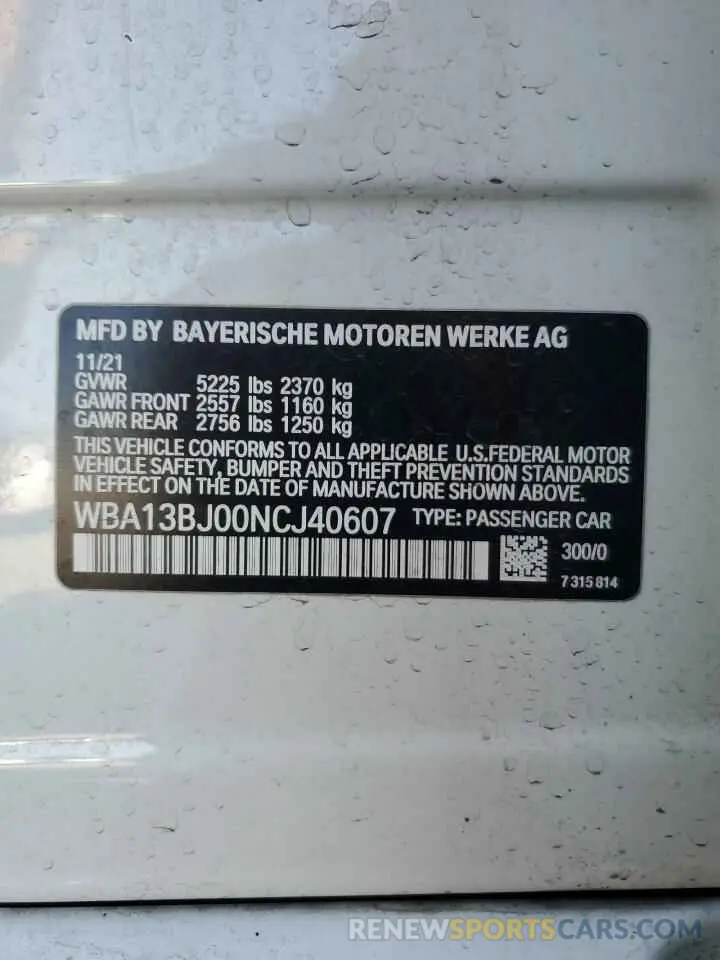 MFD BY BAYERISCHE MOTOREN WERKE AG
11/21
GVWR 5225 lbs 2370 kg
GAWR FRONT 2557 lbs 1160 kg
GAWR REAR 2756 lbs 1250 kg
THIS VEHICLE CONFORMS TO ALL APPLICABLE U.S.FEDERAL MOTOR
VEHICLE SAFETY, BUMPER AND THEFT PREVENTION STANDARDS
IN EFFECT ON THE DATE OF MANUFACTURE SHOWN ABOVE.
WBA13BJ00NCJ40607 TYPE: PASSENGER CAR
300/0
7 315 814
RENEWSPORTSCARS.COM